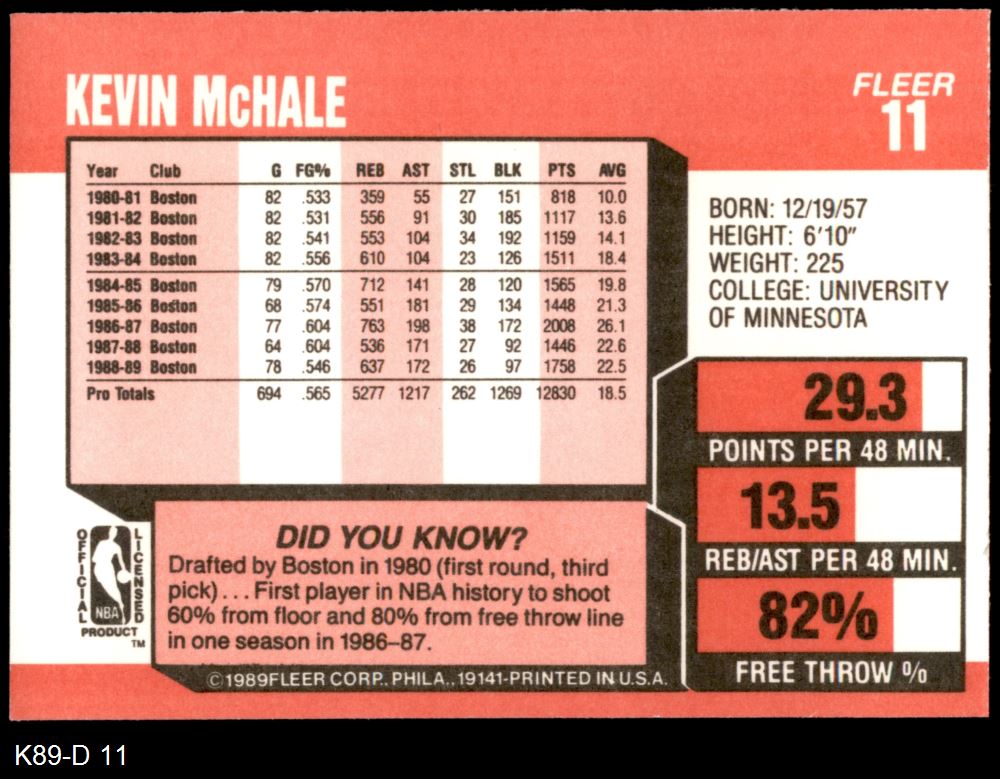 KEVIN McHALE
FLEER
11
Year Club G FG% REB AST STL BLK PTS AVG
1980-81 Boston 82 .533 359 55 27 151 818 10.0
1981-82 Boston 82 .531 556 91 30 185 1117 13.6
1982-83 Boston 82 .541 553 104 34 192 1159 14.1
1983-84 Boston 82 .556 610 104 23 126 1511 18.4
1984-85 Boston 79 .570 712 141 28 120 1565 19.8
1985-86 Boston 68 .574 551 181 29 134 1448 21.3
1986-87 Boston 77 .604 763 198 38 172 2008 26.1
1987-88 Boston 64 .604 536 171 27 92 1446 22.6
1988-89 Boston 78 .546 637 172 26 97 1758 22.5
Pro Totals 694 .565 5277 1217 262 1269 12830 18.5
BORN: 12/19/57
HEIGHT: 6'10"
WEIGHT: 225
COLLEGE: UNIVERSITY
OF MINNESOTA
29.3
POINTS PER 48 MIN.
13.5
REB/AST PER 48 MIN.
82%
FREE THROW %
OFFICIAL
LICENSED
NBA
PRODUCT
TM
DID YOU KNOW?
Drafted by Boston in 1980 (first round, third
pick) . . . First player in NBA history to shoot
60% from floor and 80% from free throw line
in one season in 1986–87.
©1989 FLEER CORP., PHILA., 19141-PRINTED IN U.S.A.
K89-D 11